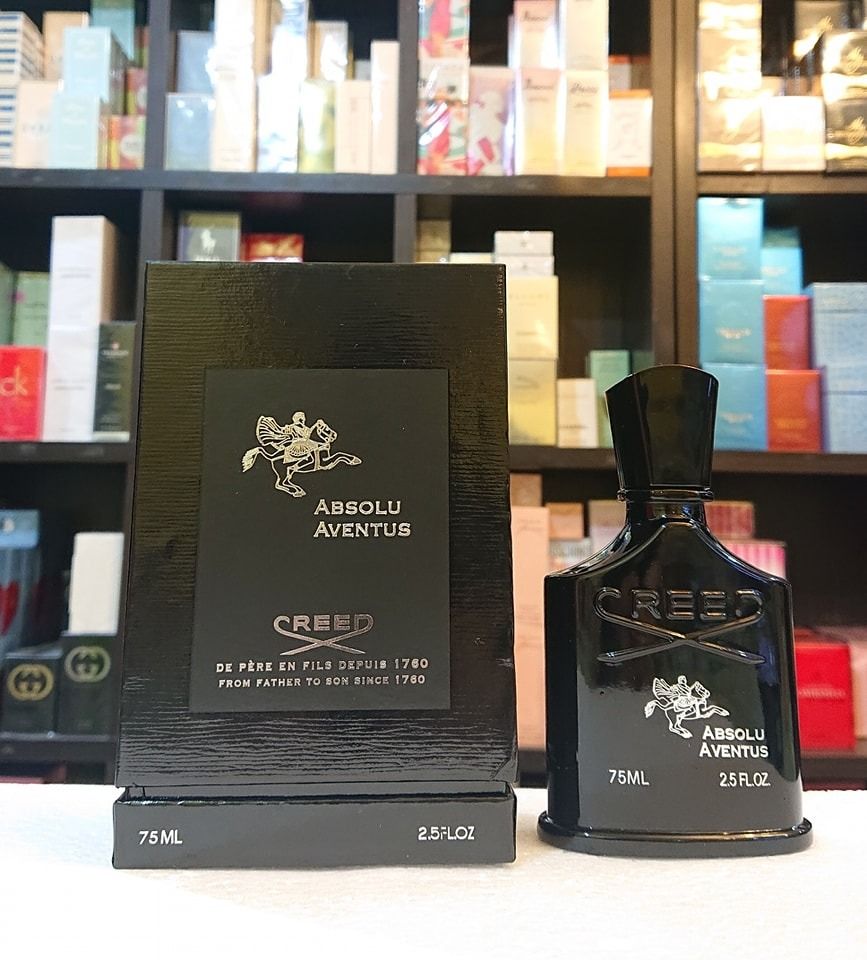 ABSOLU
AVENTUS
CREED
DE PÈRE EN FILS DEPUIS 1760
FROM FATHER TO SON SINCE 1760
75ML 2.5FLOZ
CREED
ABSOLU
AVENTUS
75ML 2.5 FL.OZ.